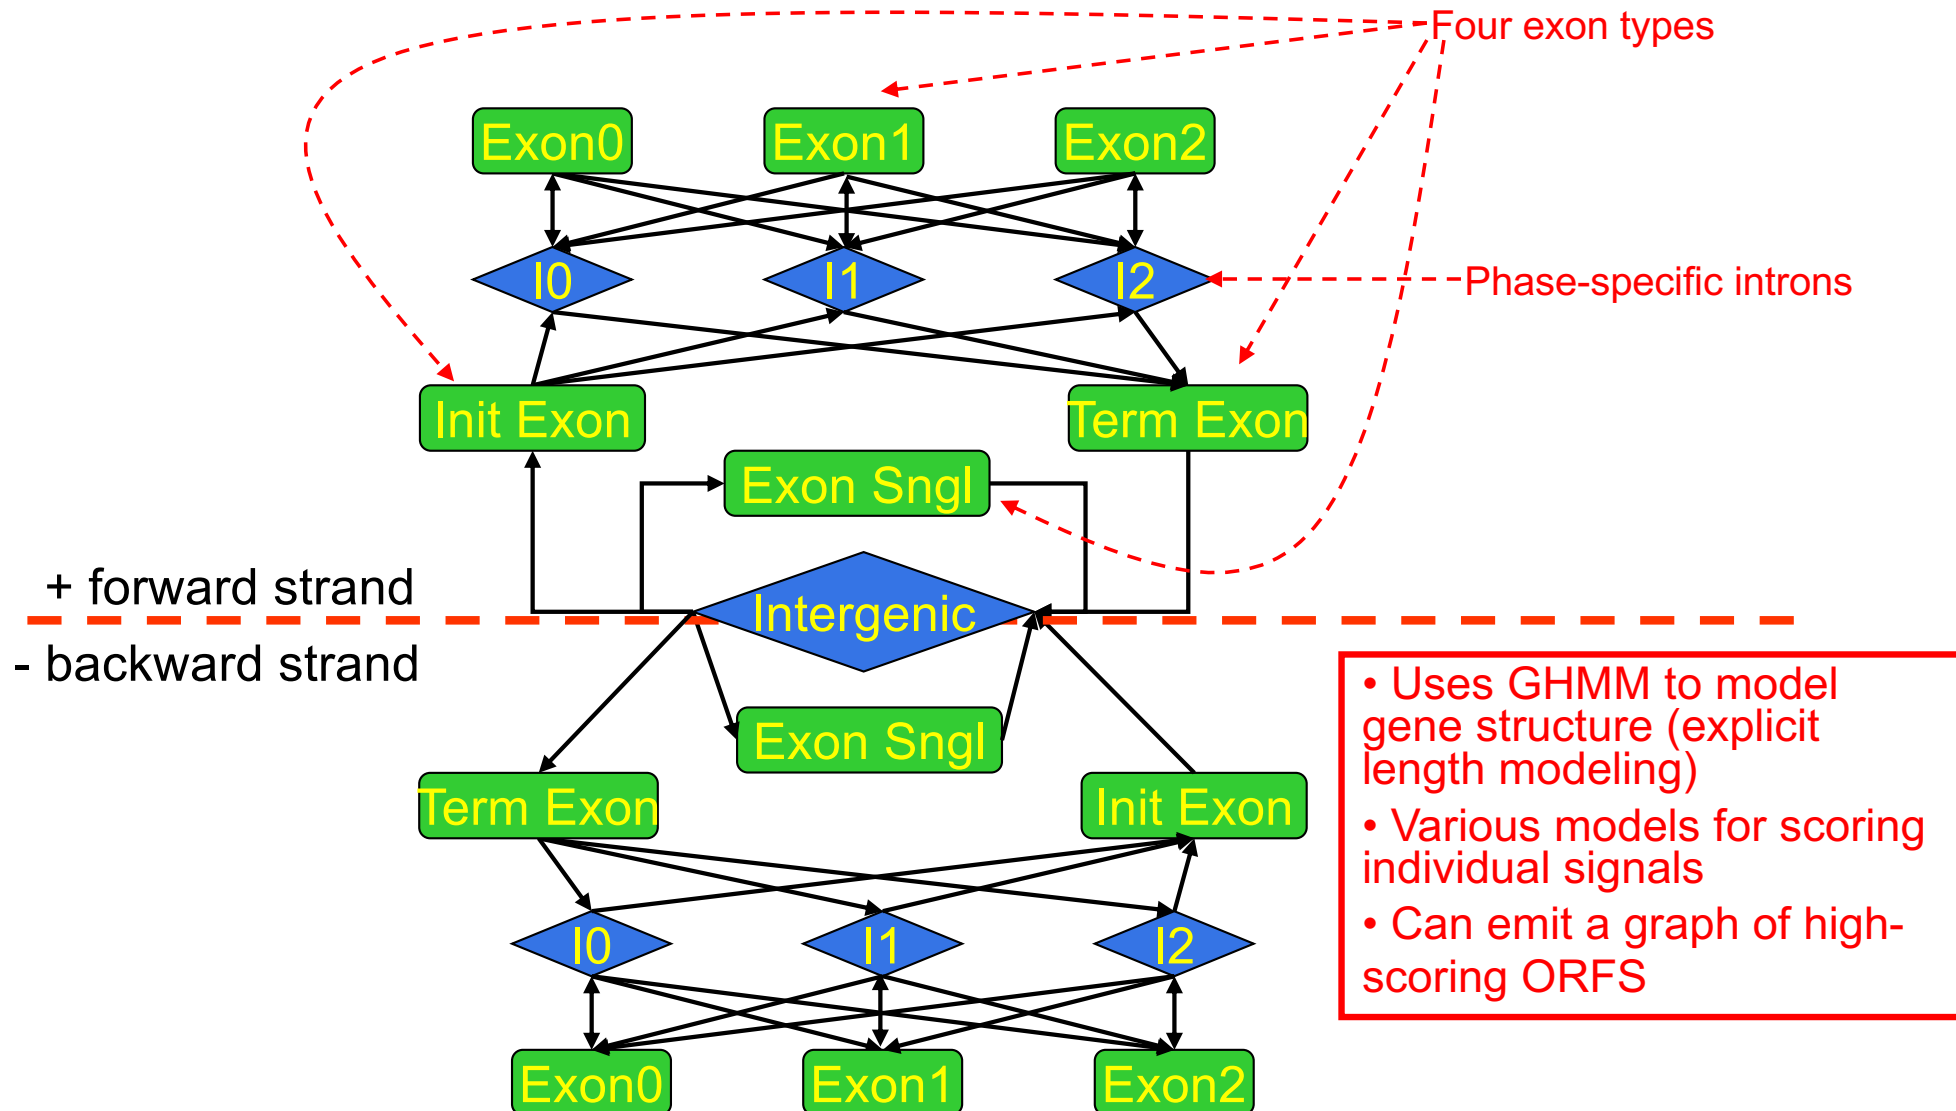 Four exon types
Exon0
Exon1
Exon2
I0
I1
I2
Phase-specific introns
Init Exon
Term Exon
Exon Sngl
+ forward strand
Intergenic
- backward strand
Exon Sngl
Term Exon
Init Exon
• Uses GHMM to model
gene structure (explicit
length modeling)
• Various models for scoring
individual signals
• Can emit a graph of high-
scoring ORFS
I0
I1
I2
Exon0
Exon1
Exon2